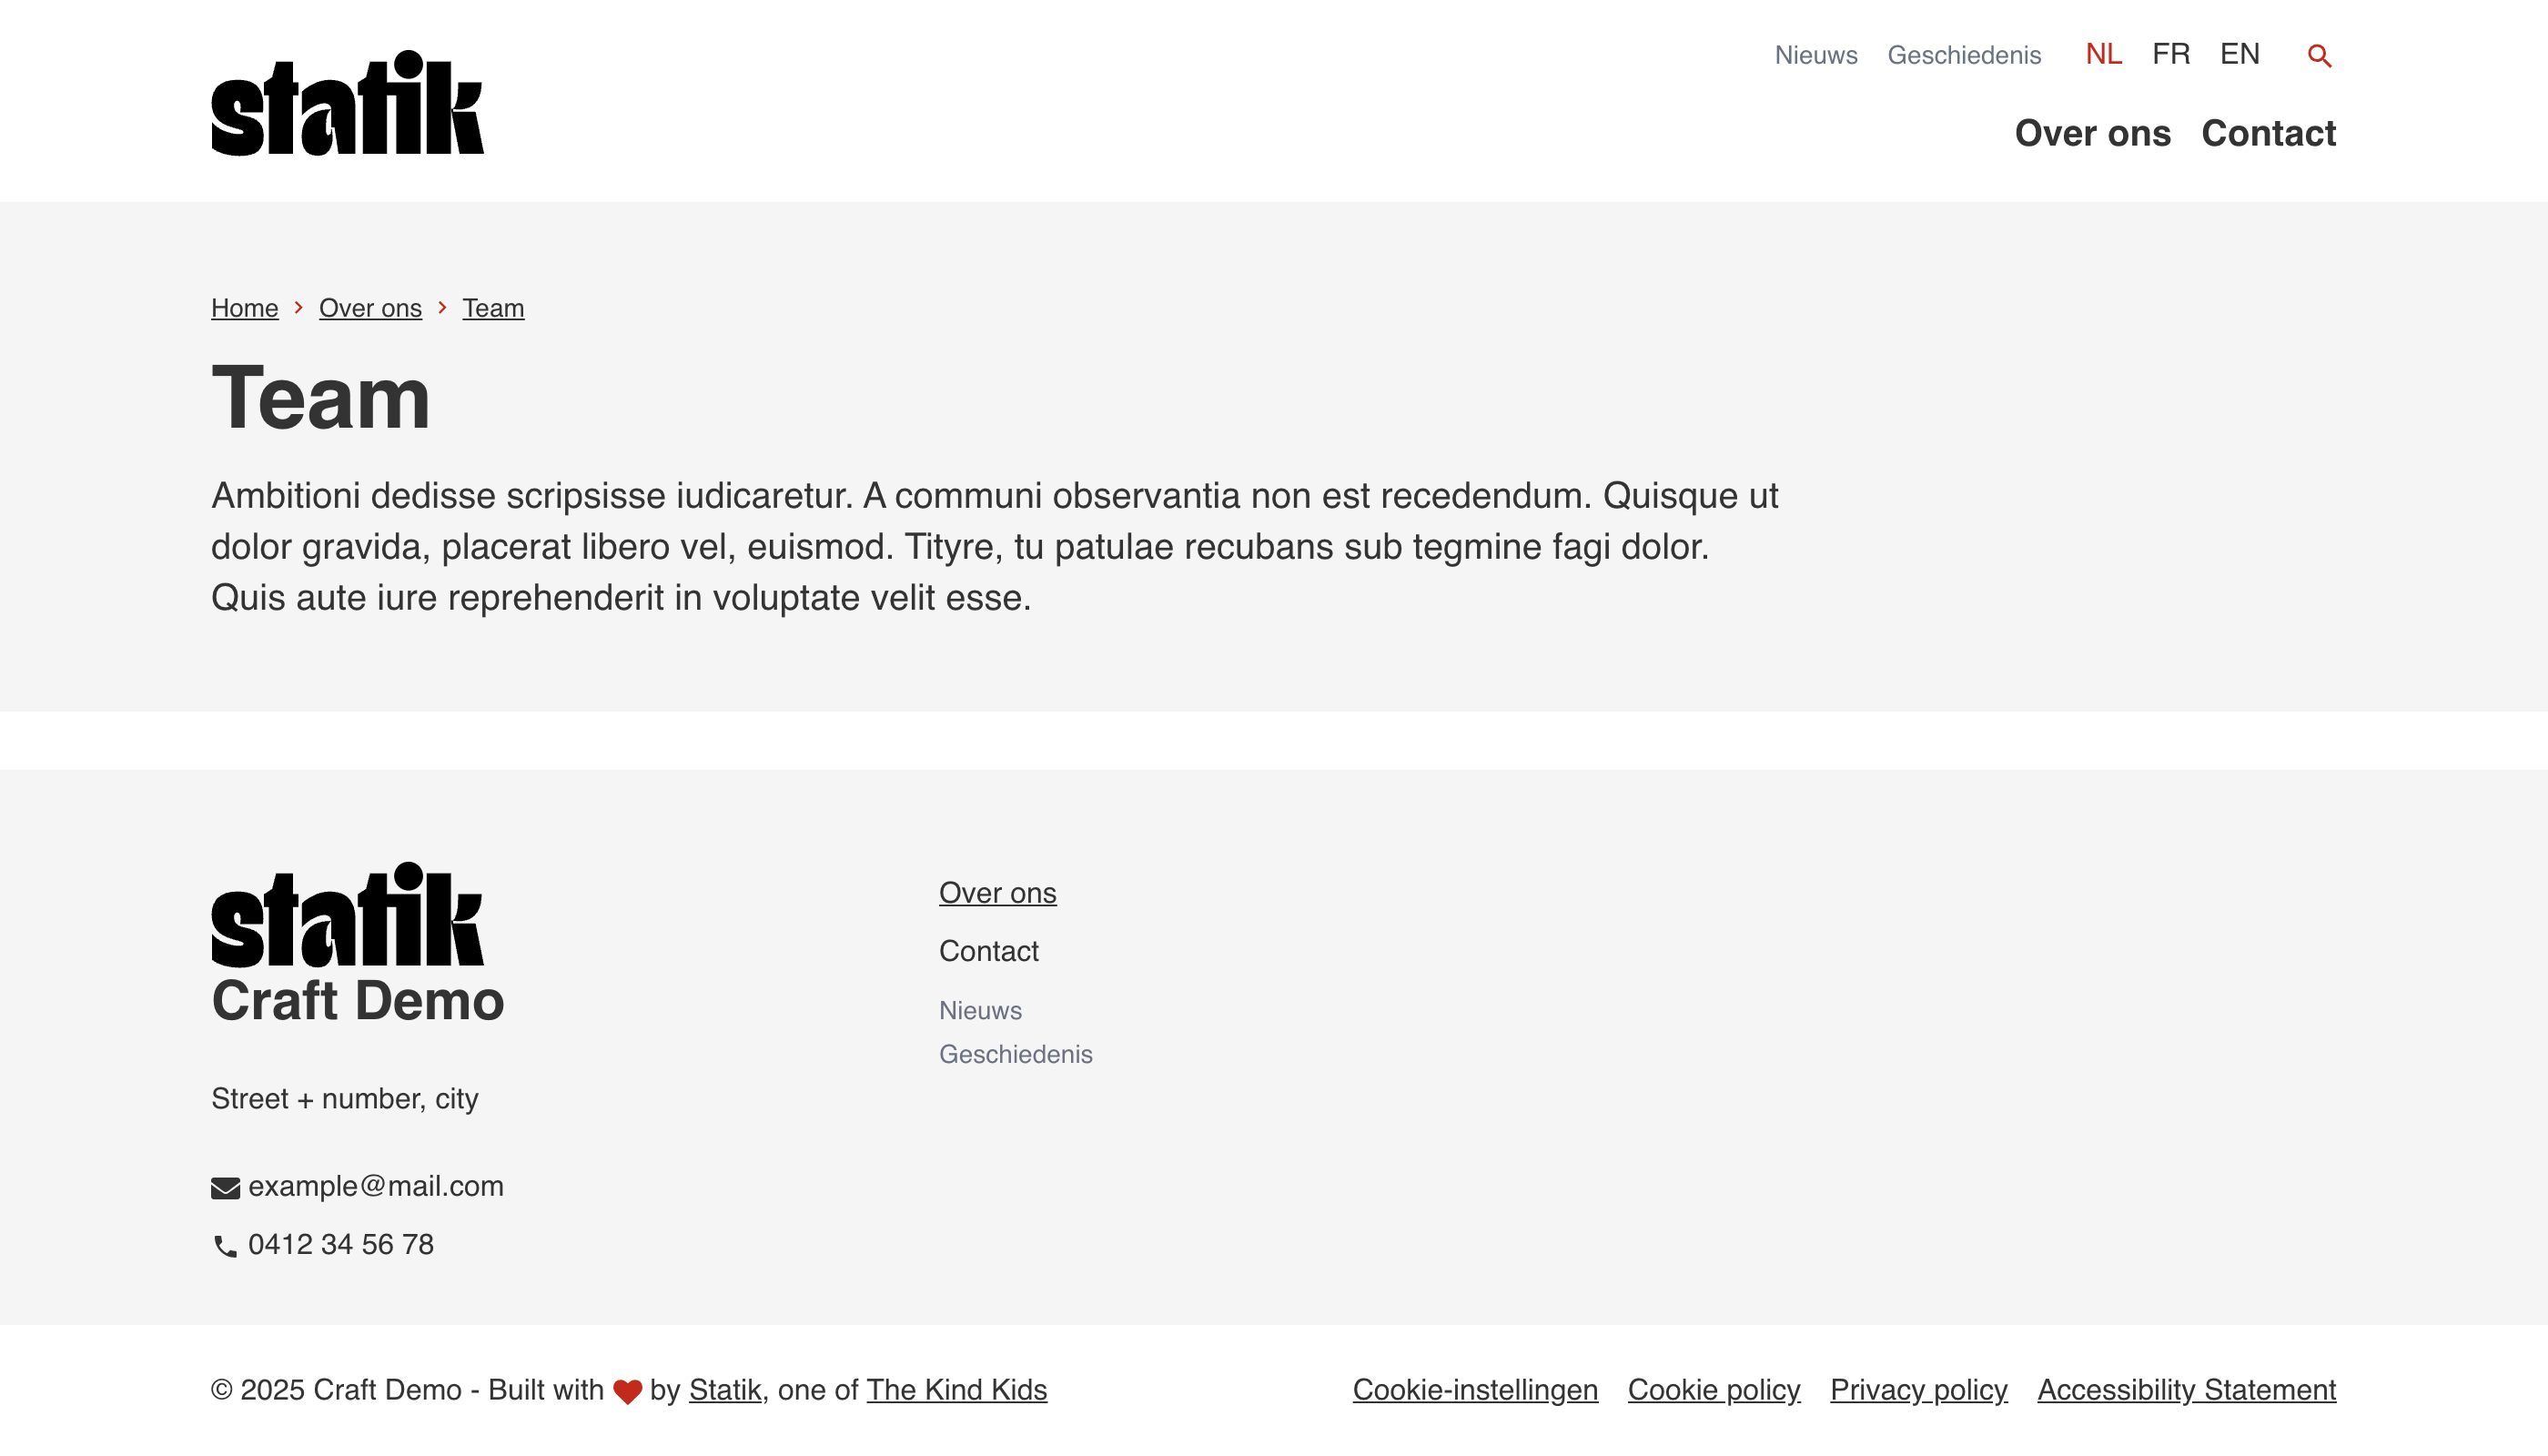 statik
Nieuws Geschiedenis NL FR EN
Over ons Contact
Home Over ons Team
Team
Ambitioni dedisse scripsisse iudicaretur. A communi observantia non est recedendum. Quisque ut
dolor gravida, placerat libero vel, euismod. Tityre, tu patulae recubans sub tegmine fagi dolor.
Quis aute iure reprehenderit in voluptate velit esse.
statik
Craft Demo
Street + number, city
example@mail.com
0412 34 56 78
Over ons
Contact
Nieuws
Geschiedenis
© 2025 Craft Demo - Built with by Statik, one of The Kind Kids
Cookie-instellingen Cookie policy Privacy policy Accessibility Statement